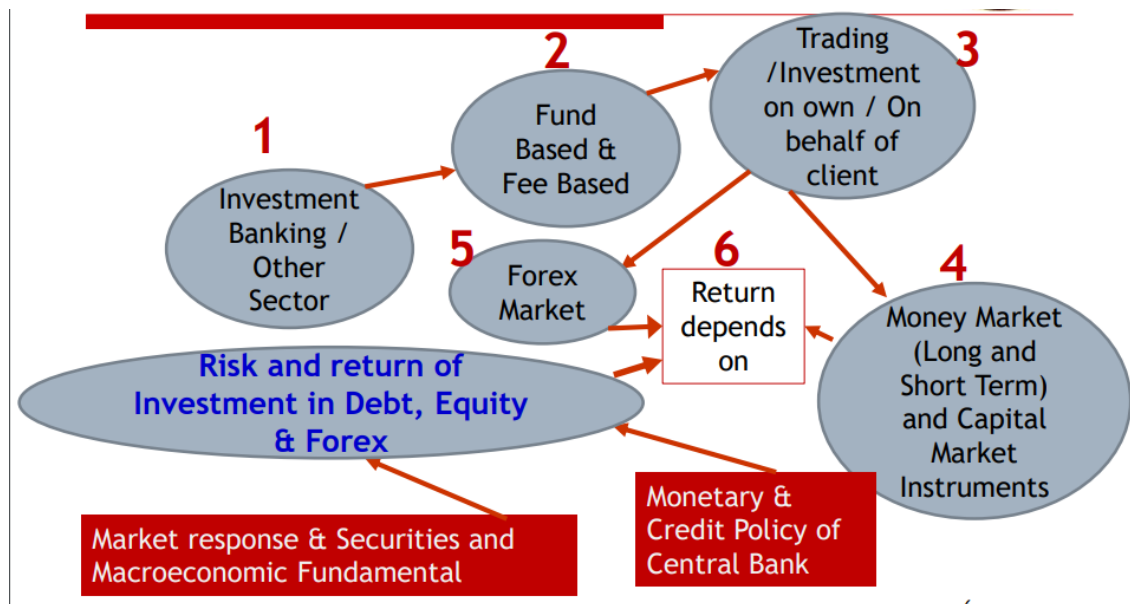 1
Investment
Banking /
Other
Sector
2
Fund
Based &
Fee Based
3
Trading
/Investment
on own / On
behalf of
client
4
Money Market
(Long and
Short Term)
and Capital
Market
Instruments
5
Forex
Market
6
Return
depends
on
Risk and return of
Investment in Debt, Equity
& Forex
Market response & Securities and
Macroeconomic Fundamental
Monetary &
Credit Policy of
Central Bank